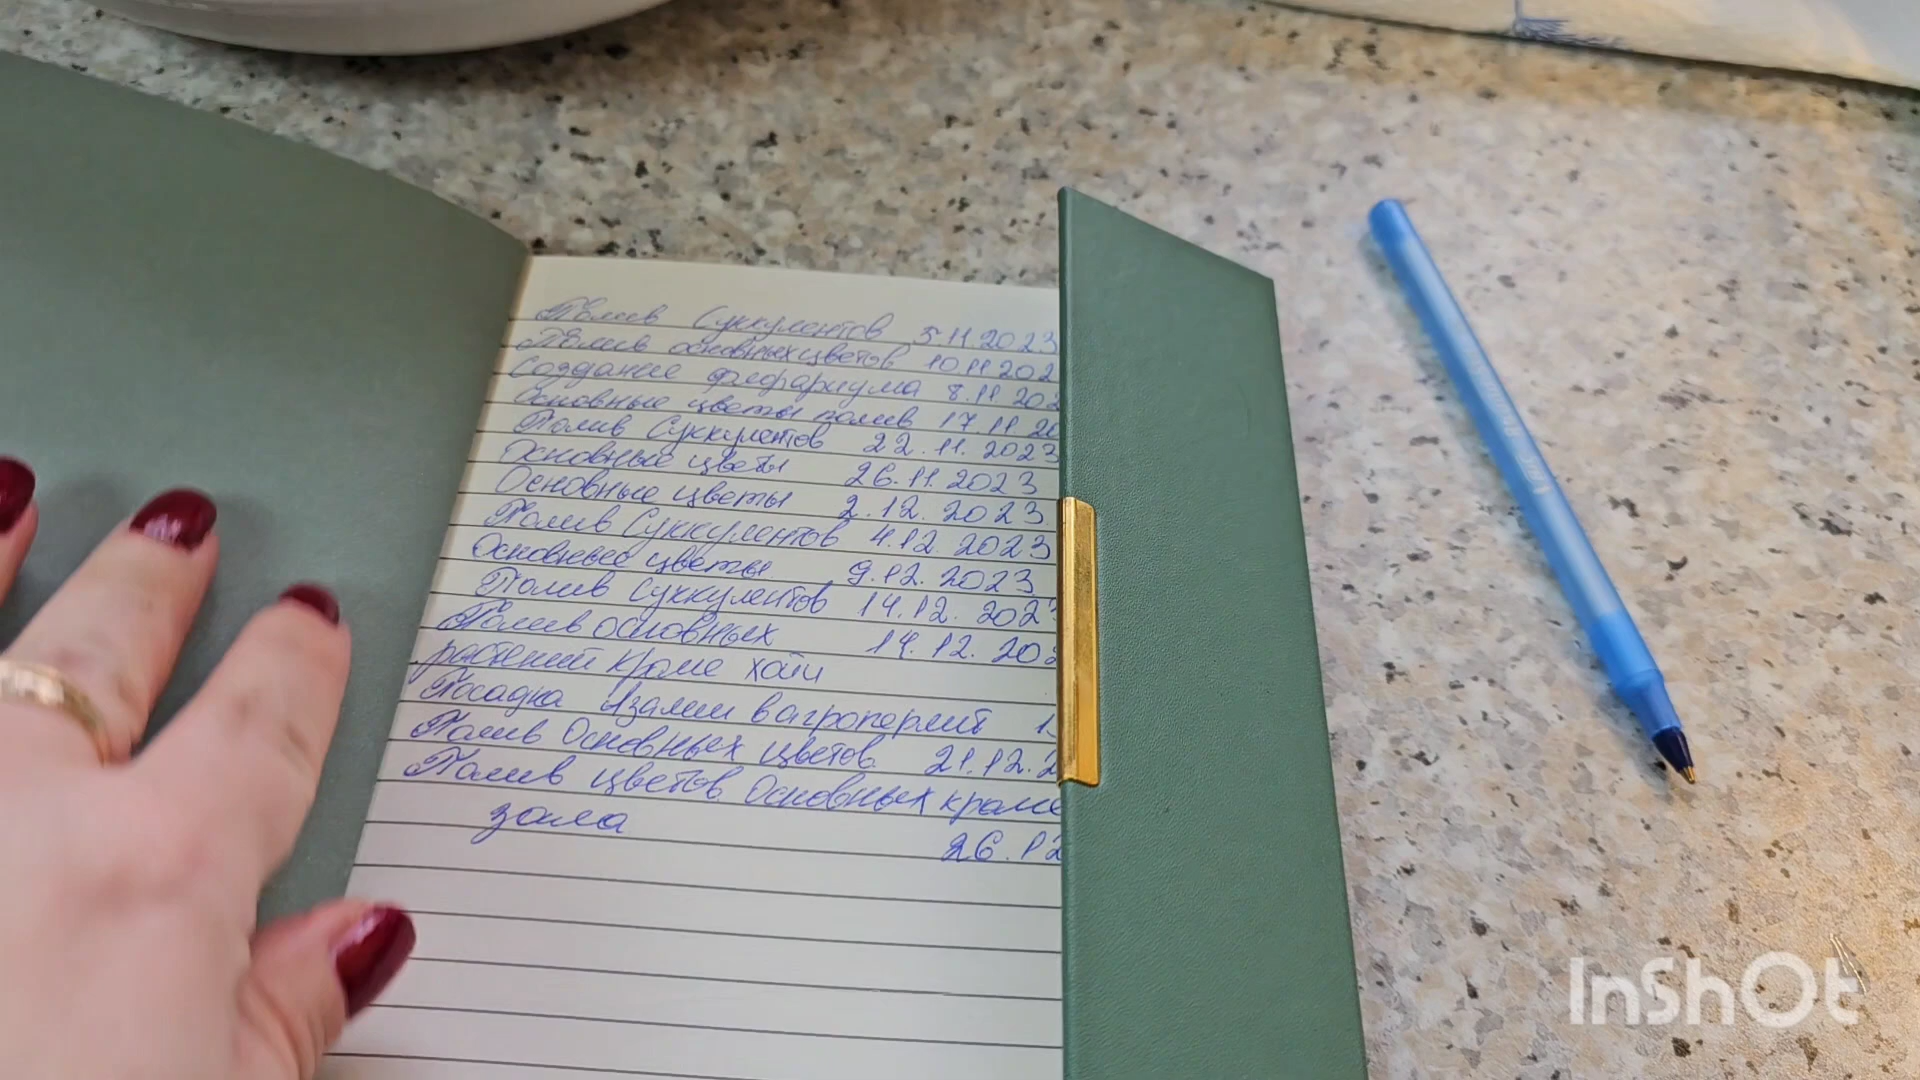 Полив Суккулентов 5.11.2023
Полив основных цветов 10.11 202
Создание флорариума 8.11 202
Основные цветы полив 17.11 20
Полив Суккулентов 22.11.2023
Основные цветы 26.11.2023
Основные цветы 2.12.2023
Полив Суккулентов 4.12.2023
Основные цветы 9.12.2023
Полив Суккулентов 14.12.202
Полив основных 14.12.202
растений кроме
Посадка Азалии в агроперлит 1
Полив Основных цветов 21.12.2
Полив цветов Основных кроме
зала
26.12
InShOt